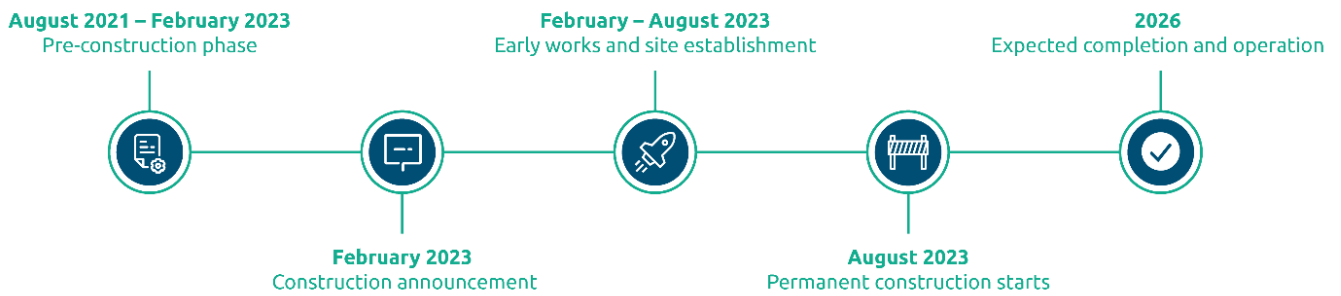 August 2021 – February 2023
Pre-construction phase
February 2023
Construction announcement
February – August 2023
Early works and site establishment
August 2023
Permanent construction starts
2026
Expected completion and operation